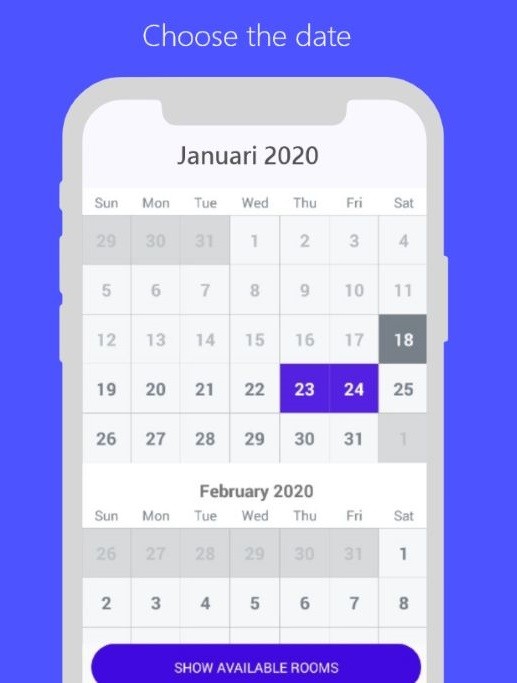 Choose the date
Januari 2020
Sun Mon Tue Wed Thu Fri Sat
29 30 31 1 2 3 4
5 6 7 8 9 10 11
12 13 14 15 16 17 18
19 20 21 22 23 24 25
26 27 28 29 30 31 1
February 2020
Sun Mon Tue Wed Thu Fri Sat
26 27 28 29 30 31 1
2 3 4 5 6 7 8
SHOW AVAILABLE ROOMS